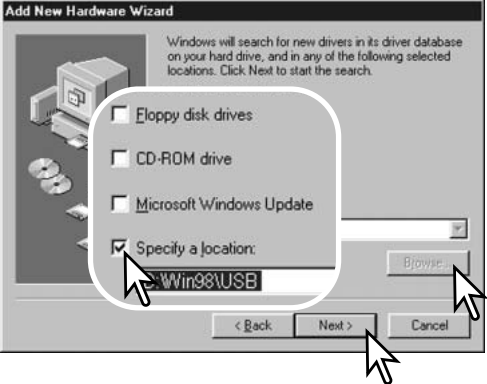 Add New Hardware Wizard
Windows will search for new drivers in its driver database
on your hard drive, and in any of the following selected
locations. Click Next to start the search.
Floppy disk drives
CD-ROM drive
Microsoft Windows Update
Specify a location:
:\Win98\USB
Browse...
< Back
Next >
Cancel